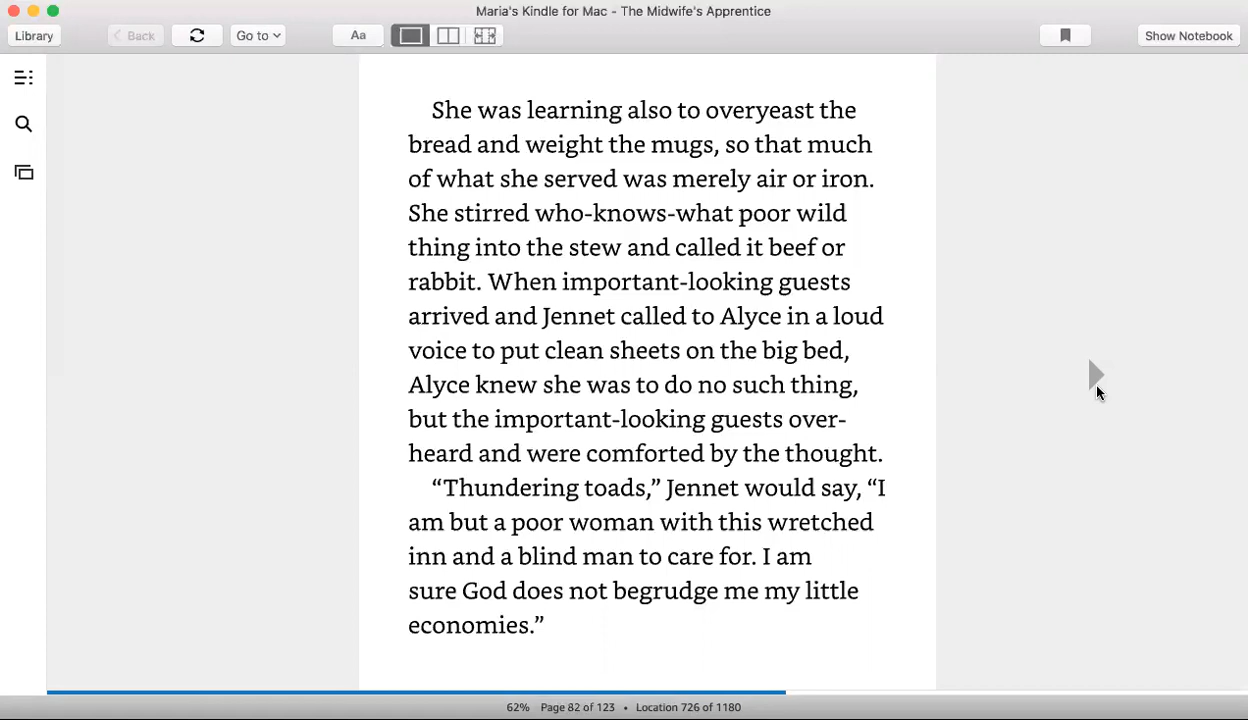 Maria's Kindle for Mac - The Midwife's Apprentice
Library
Back
Go to
Aa
Show Notebook
She was learning also to overyeast the
bread and weight the mugs, so that much
of what she served was merely air or iron.
She stirred who-knows-what poor wild
thing into the stew and called it beef or
rabbit. When important-looking guests
arrived and Jennet called to Alyce in a loud
voice to put clean sheets on the big bed,
Alyce knew she was to do no such thing,
but the important-looking guests over-
heard and were comforted by the thought.
“Thundering toads,” Jennet would say, “I
am but a poor woman with this wretched
inn and a blind man to care for. I am
sure God does not begrudge me my little
economies.”
62% Page 82 of 123 • Location 726 of 1180